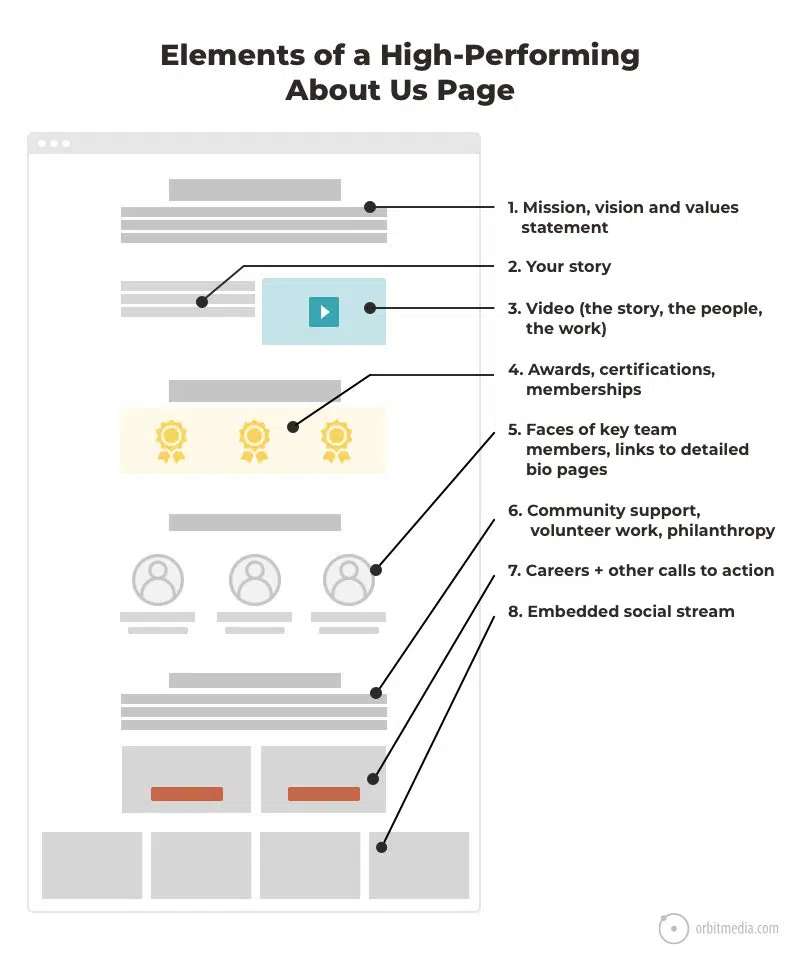 Elements of a High-Performing
About Us Page
1. Mission, vision and values
statement
2. Your story
3. Video (the story, the people,
the work)
4. Awards, certifications,
memberships
5. Faces of key team
members, links to detailed
bio pages
6. Community support,
volunteer work, philanthropy
7. Careers + other calls to action
8. Embedded social stream
orbitmedia.com